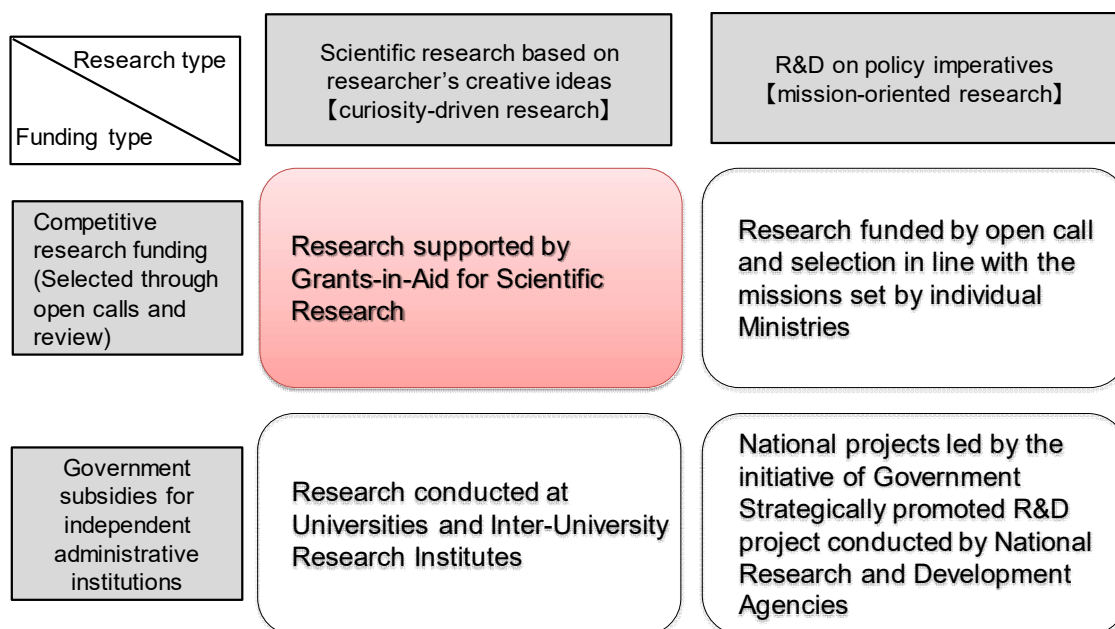 Research type
Funding type
Scientific research based on
researcher's creative ideas
【curiosity-driven research】
R&D on policy imperatives
【mission-oriented research】
Competitive
research funding
(Selected through
open calls and
review)
Research supported by
Grants-in-Aid for Scientific
Research
Research funded by open call
and selection in line with the
missions set by individual
Ministries
Government
subsidies for
independent
administrative
institutions
Research conducted at
Universities and Inter-University
Research Institutes
National projects led by the
initiative of Government
Strategically promoted R&D
project conducted by National
Research and Development
Agencies